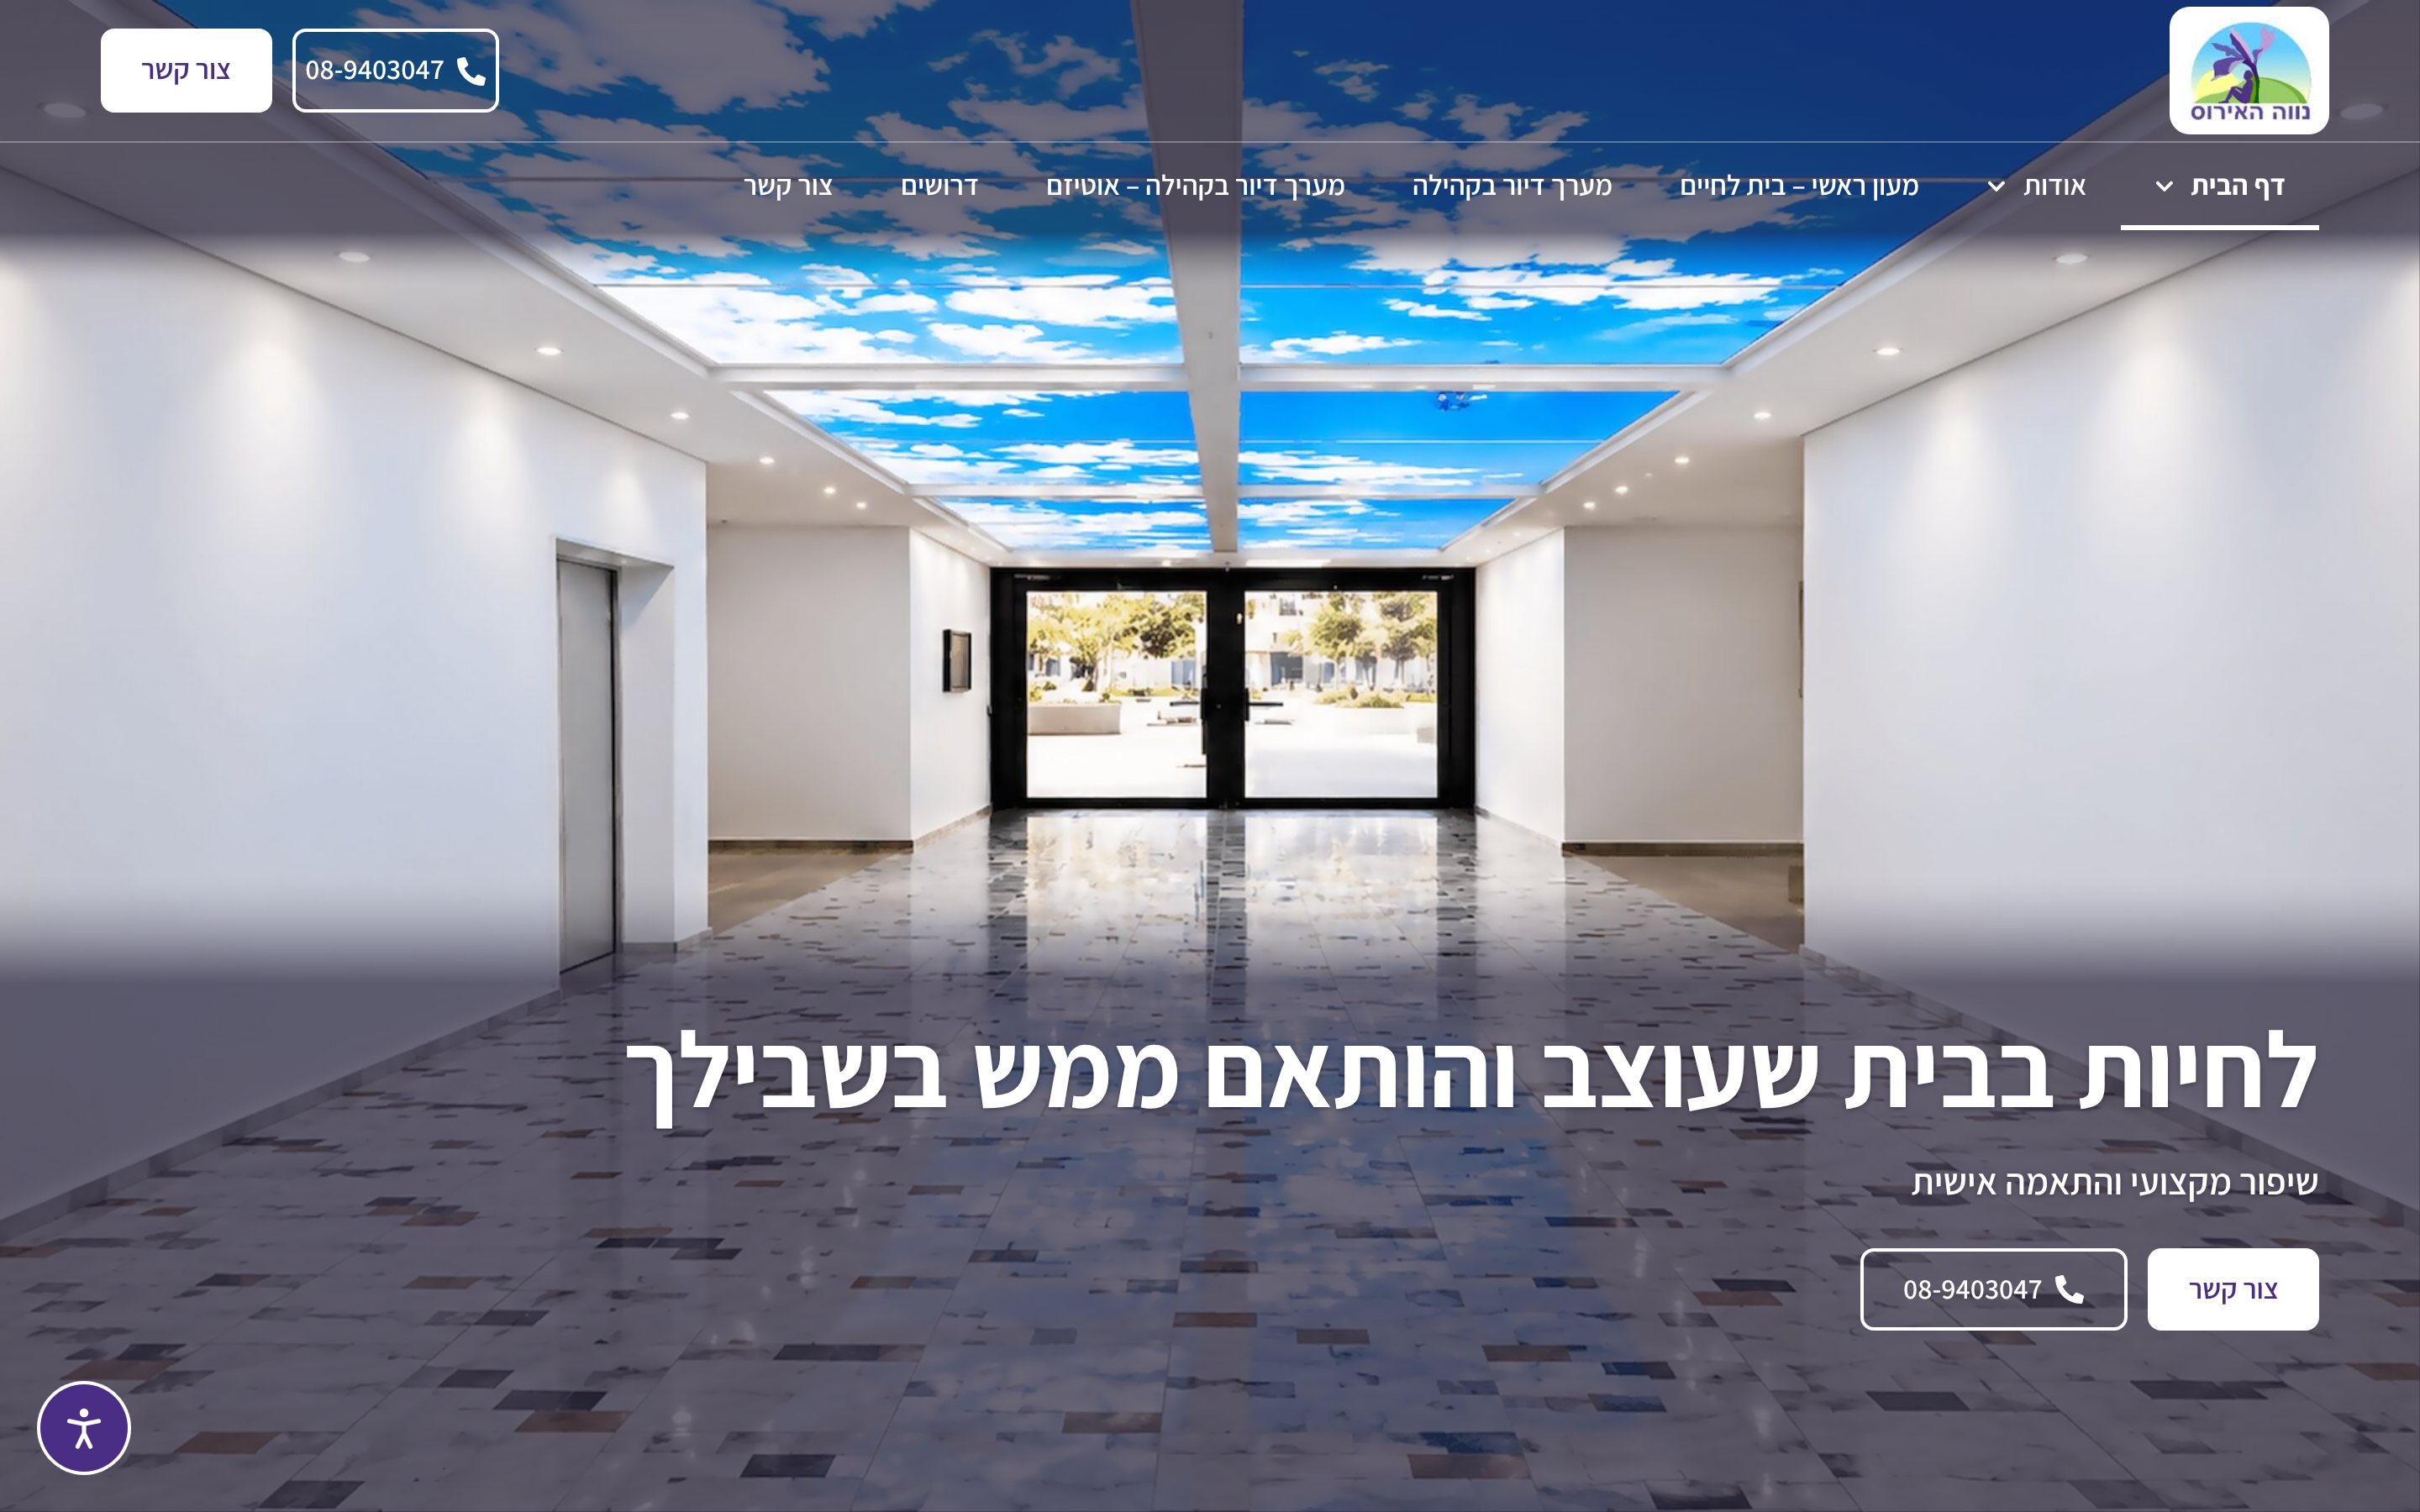 נווה האירוס
08-9403047
צור קשר
דף הבית
אודות
מעון ראשי – בית לחיים
מערך דיור בקהילה
מערך דיור בקהילה – אוטיזם
דרושים
צור קשר
לחיות בבית שעוצב והותאם ממש בשבילך
שיפור מקצועי והתאמה אישית
צור קשר
08-9403047